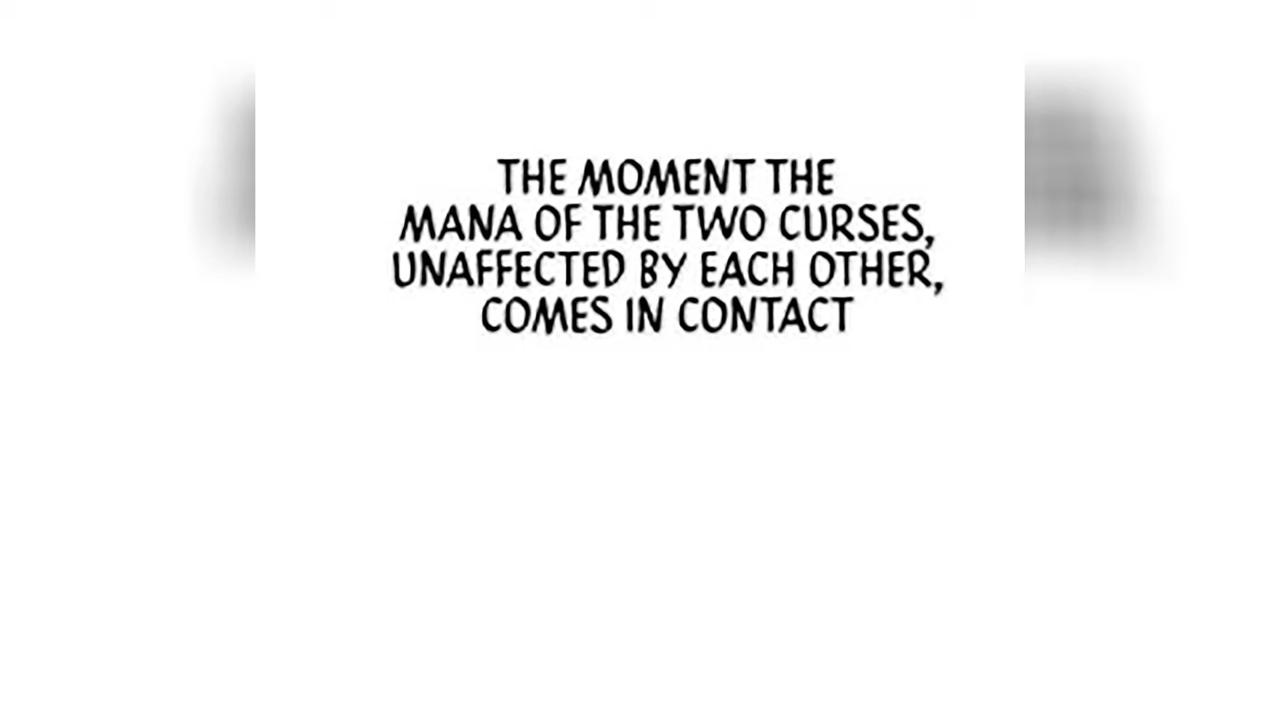 THE MOMENT THE
MANA OF THE TWO CURSES,
UNAFFECTED BY EACH OTHER,
COMES IN CONTACT